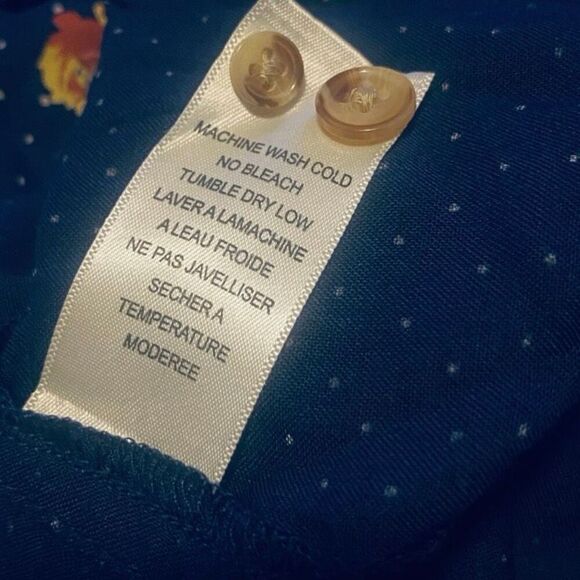 MACHINE WASH COLD
NO BLEACH
TUMBLE DRY LOW
LAVER A LAMACHINE
A LEAU FROIDE
NE PAS JAVELLISER
SECHER A
TEMPERATURE
MODEREE